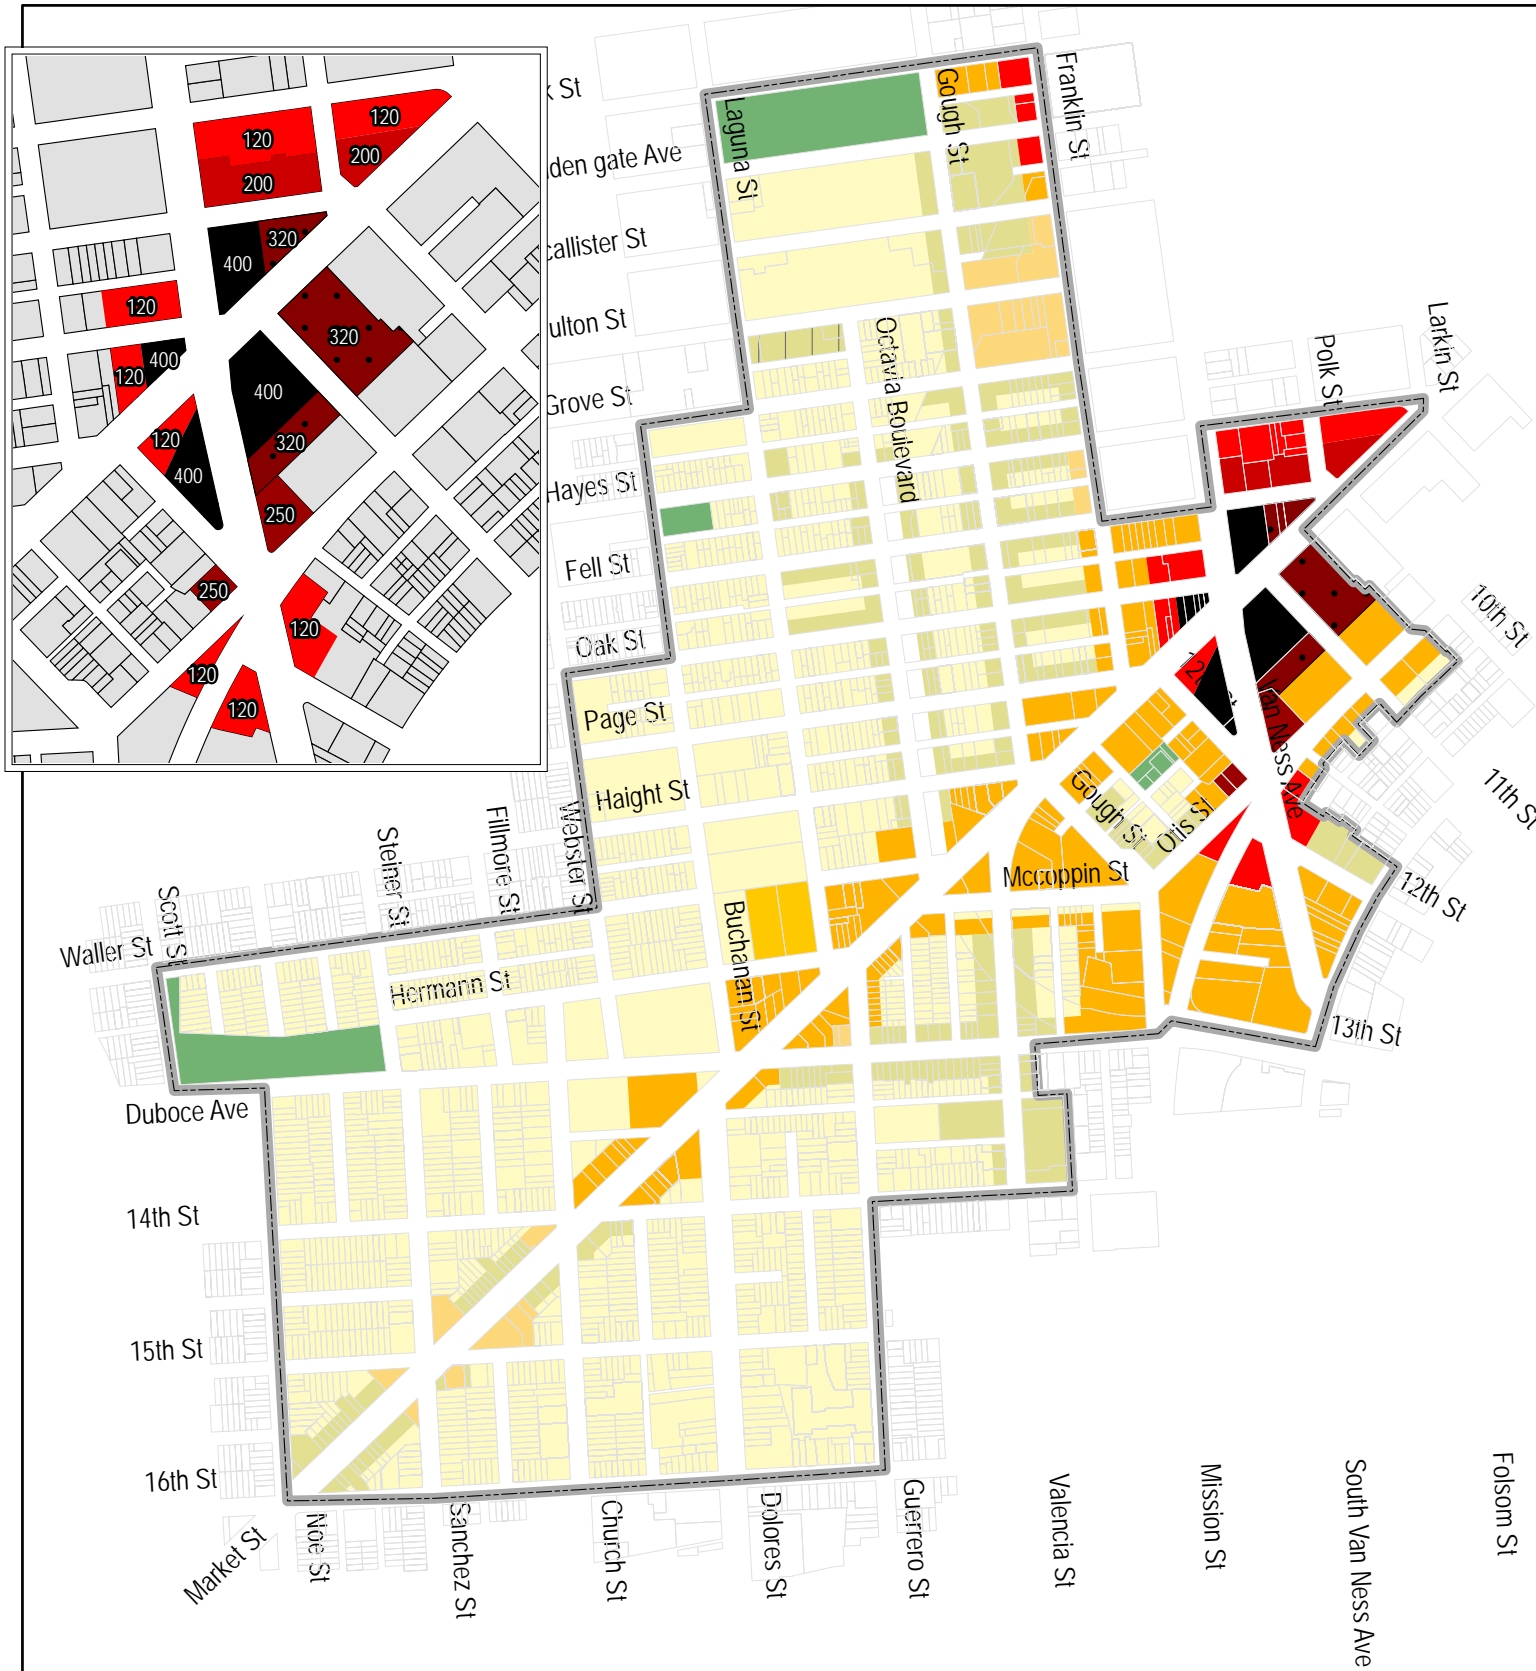 120
120
200
200
320
400
120
320
400
120
400
120
320
400
250
250
120
120
120
k St
den gate Ave
callister St
ulton St
Grove St
Hayes St
Fell St
Oak St
Page St
Haight St
Laguna St
Gough St
Franklin St
Octavia Boulevard
Polk St
Larkin St
10th St
11th St
12th St
Van Ness Ave
Gough St
Otis St
Mccoppin St
12th St
13th St
Webster St
Fillmore St
Steiner St
Scott St
Waller St
Hermann St
Buchanan St
Duboce Ave
14th St
15th St
16th St
Market St
Noe St
Sanchez St
Church St
Dolores St
Guerrero St
Valencia St
Mission St
South Van Ness Ave
Folsom St